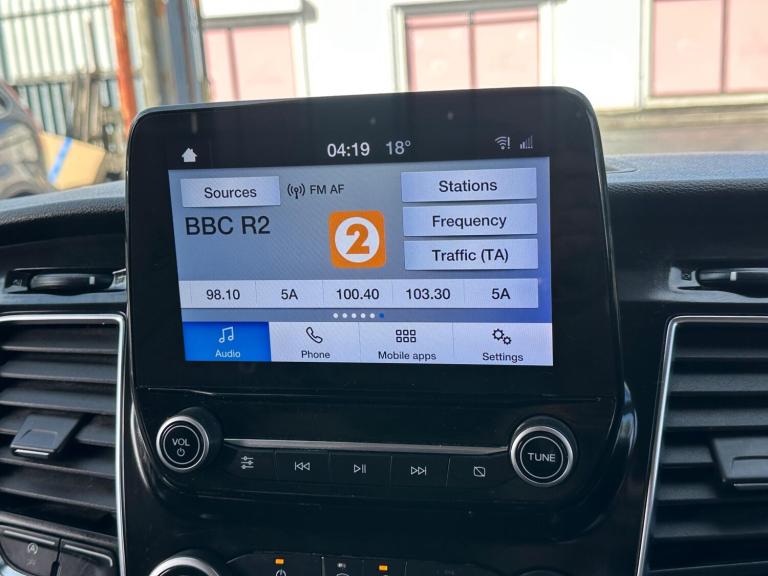 04:19 18°
Sources FM AF Stations
BBC R2 2 Frequency
Traffic (TA)
98.10 5A 100.40 103.30 5A
Audio Phone Mobile apps Settings
VOL TUNE